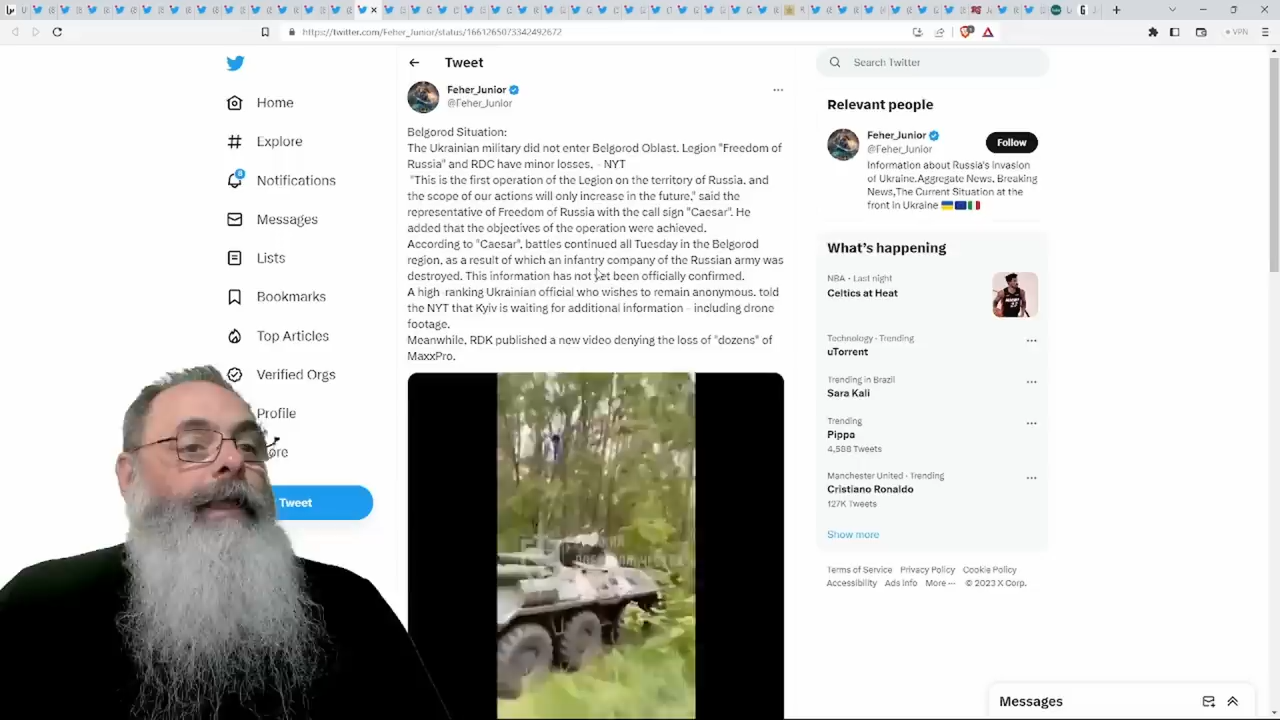 https://twitter.com/Feher_Junior/status/1661265073342492672
VPN
Home
Explore
8
Notifications
Messages
Lists
Bookmarks
Top Articles
Verified Orgs
Profile
ore
Tweet
Tweet
Feher_Junior
@Feher_Junior
Belgorod Situation:
The Ukrainian military did not enter Belgorod Oblast. Legion "Freedom of
Russia" and RDC have minor losses, - NYT
"This is the first operation of the Legion on the territory of Russia, and
the scope of our actions will only increase in the future," said the
representative of Freedom of Russia with the call sign "Caesar". He
added that the objectives of the operation were achieved.
According to "Caesar", battles continued all Tuesday in the Belgorod
region, as a result of which an infantry company of the Russian army was
destroyed. This information has not yet been officially confirmed.
A high-ranking Ukrainian official who wishes to remain anonymous, told
the NYT that Kyiv is waiting for additional information - including drone
footage.
Meanwhile, RDK published a new video denying the loss of "dozens" of
MaxxPro.
Search Twitter
Relevant people
Feher_Junior
@Feher_Junior
Follow
Information about Russia's invasion
of Ukraine.Aggregate News, Breaking
News,The Current Situation at the
front in Ukraine
What's happening
NBA · Last night
Celtics at Heat
Technology · Trending
uTorrent
Trending in Brazil
Sara Kali
Trending
Pippa
4,588 Tweets
Manchester United · Trending
Cristiano Ronaldo
127K Tweets
Show more
Terms of Service Privacy Policy Cookie Policy
Accessibility Ads info More ··· © 2023 X Corp.
Messages